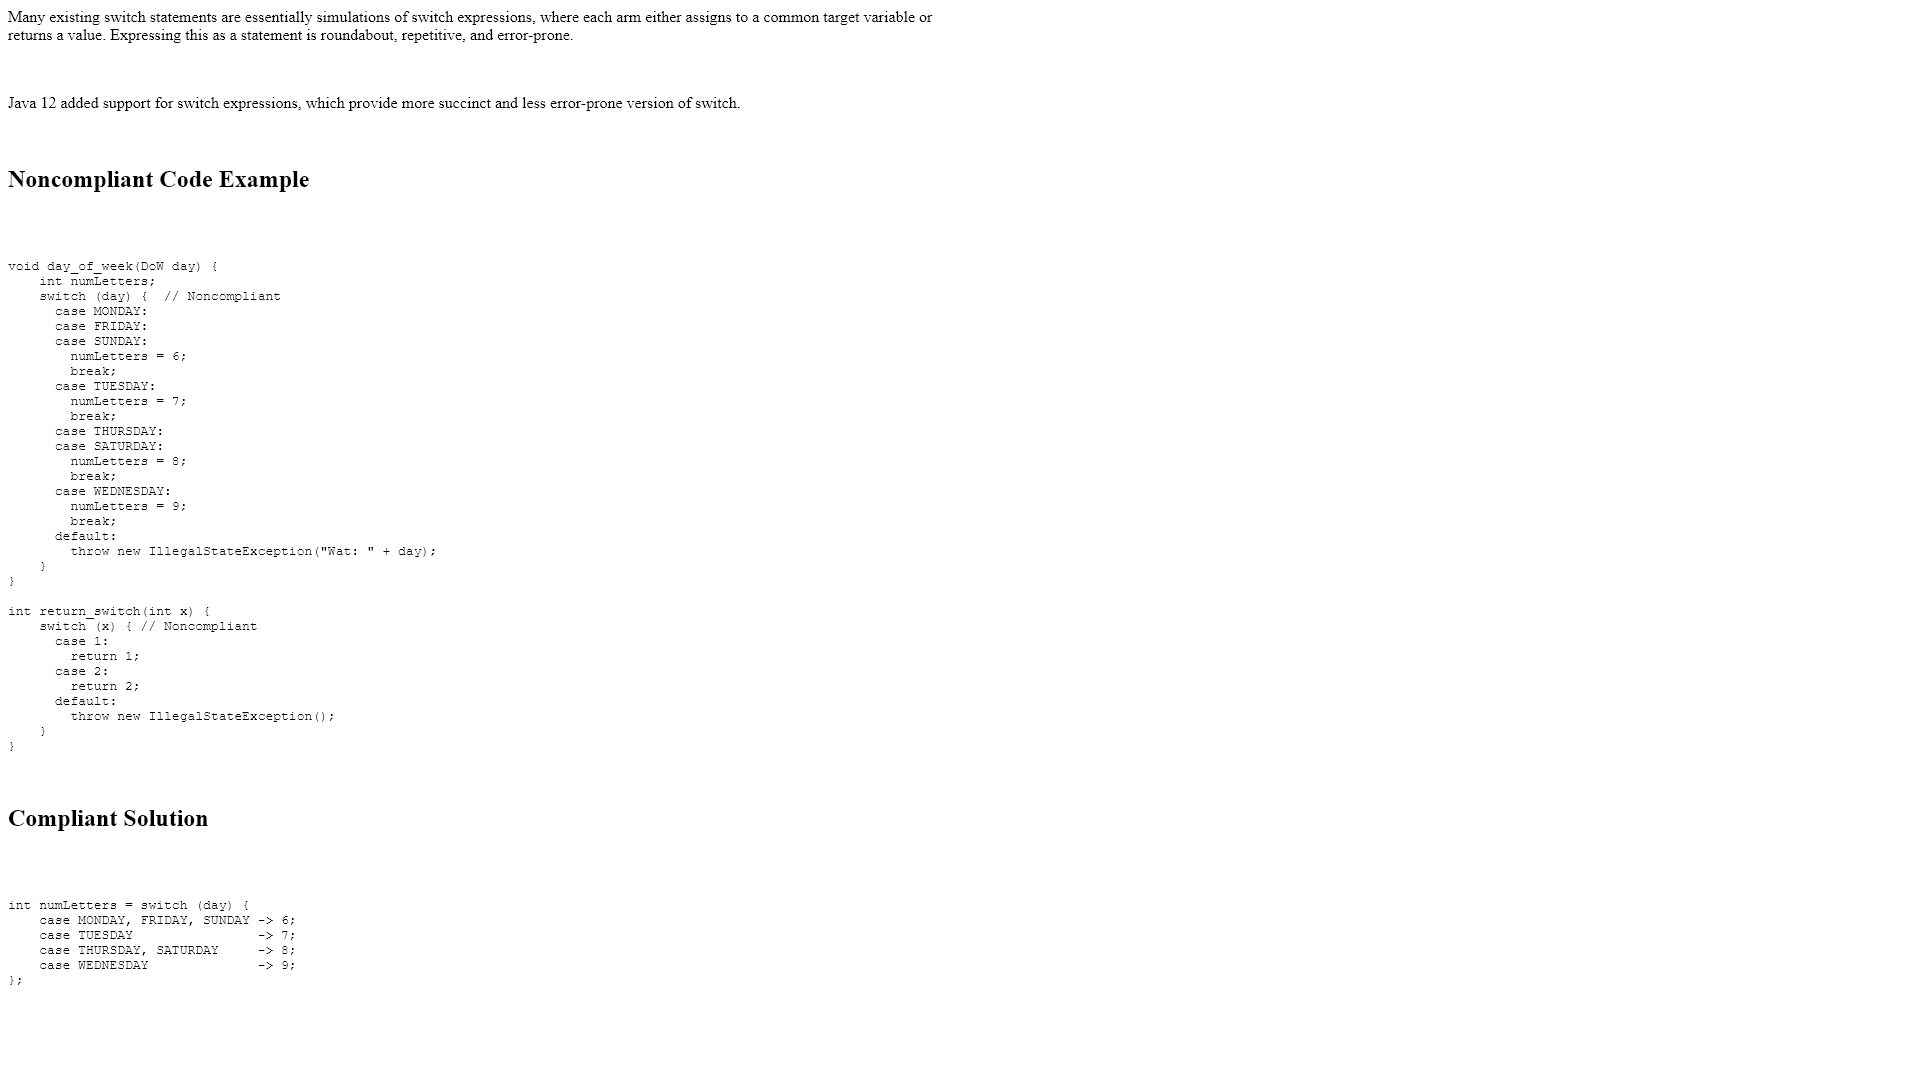 Many existing switch statements are essentially simulations of switch expressions, where each arm either assigns to a common target variable or
returns a value. Expressing this as a statement is roundabout, repetitive, and error-prone.
Java 12 added support for switch expressions, which provide more succinct and less error-prone version of switch.
Noncompliant Code Example
void day_of_week(DoW day) {
    int numLetters;
    switch (day) {  // Noncompliant
      case MONDAY:
      case FRIDAY:
      case SUNDAY:
        numLetters = 6;
        break;
      case TUESDAY:
        numLetters = 7;
        break;
      case THURSDAY:
      case SATURDAY:
        numLetters = 8;
        break;
      case WEDNESDAY:
        numLetters = 9;
        break;
      default:
        throw new IllegalStateException("Wat: " + day);
    }
}
int return_switch(int x) {
    switch (x) { // Noncompliant
      case 1:
        return 1;
      case 2:
        return 2;
      default:
        throw new IllegalStateException();
    }
}
Compliant Solution
int numLetters = switch (day) {
    case MONDAY, FRIDAY, SUNDAY -> 6;
    case TUESDAY                -> 7;
    case THURSDAY, SATURDAY     -> 8;
    case WEDNESDAY              -> 9;
};